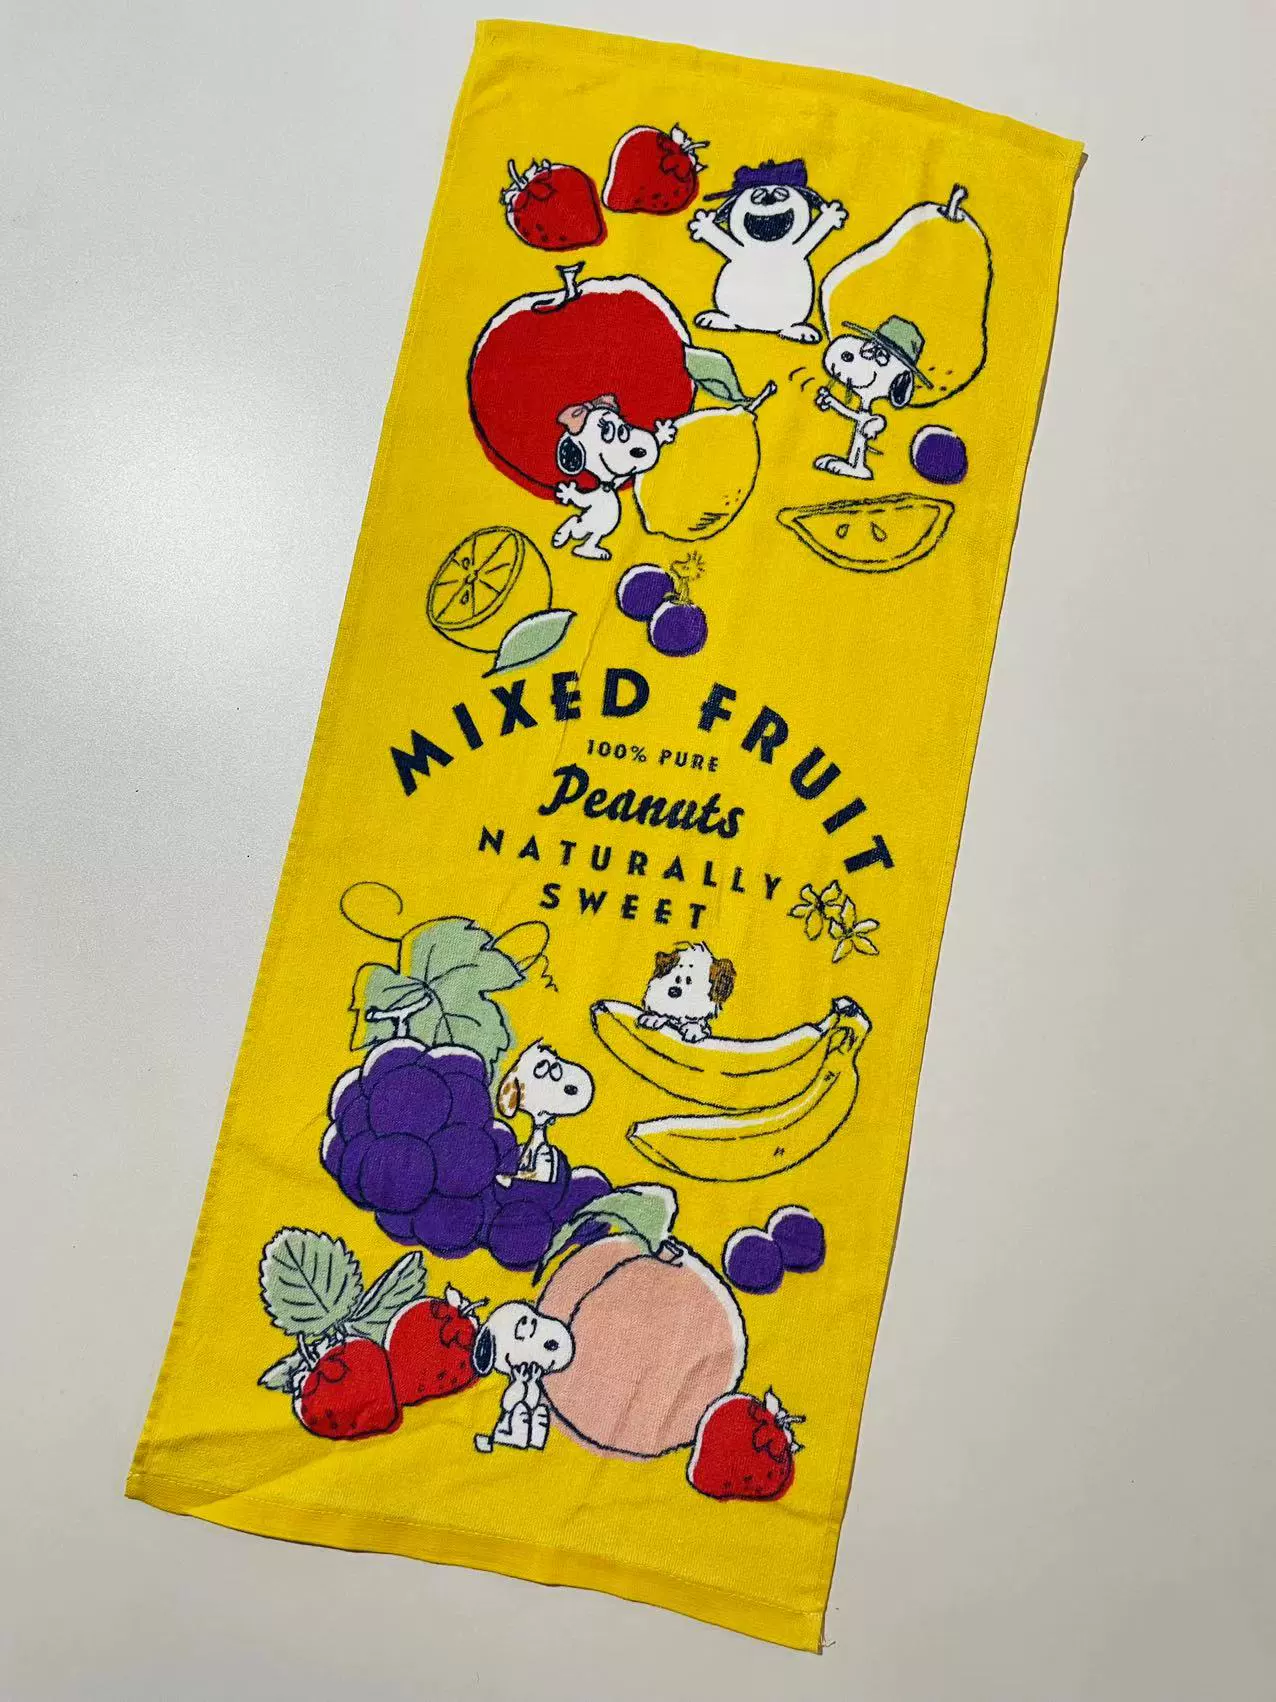 MIXED FRUIT
100% PURE
Peanuts
NATURALLY
SWEET